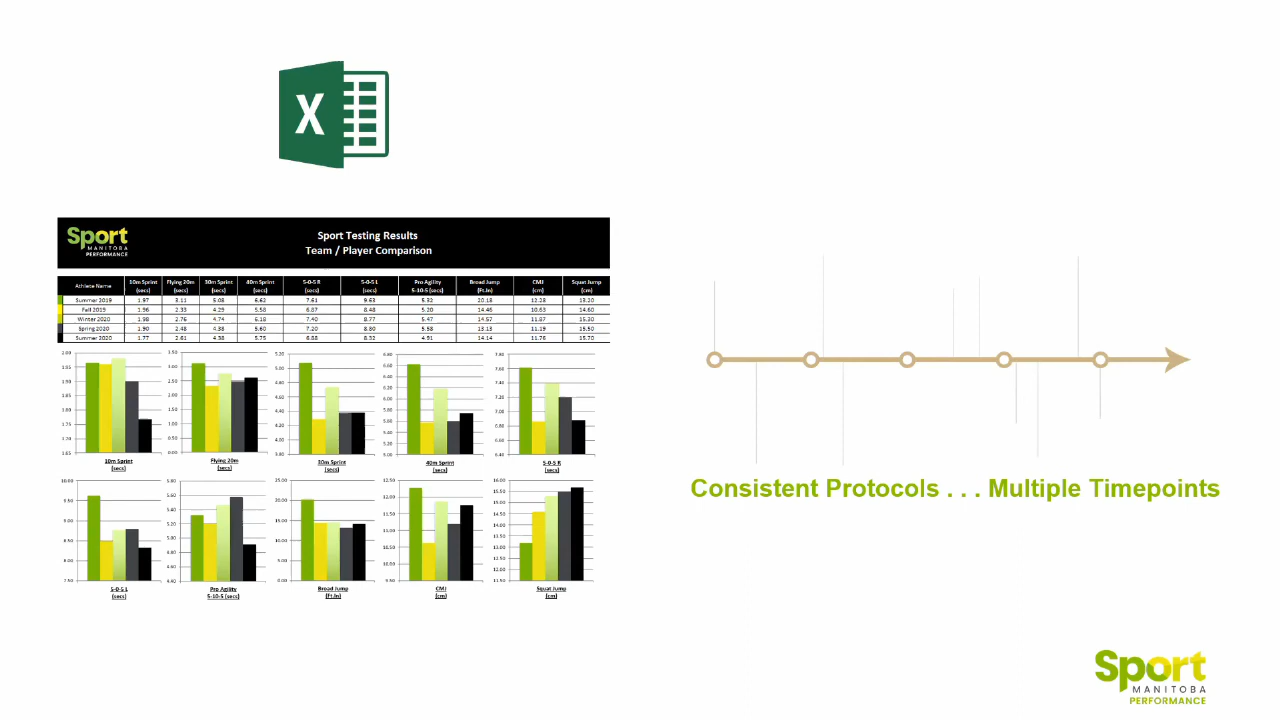 X
Sport
MANITOBA
PERFORMANCE
Sport Testing Results
Team / Player Comparison
Athlete Name 10m Sprint (secs) Flying 20m (secs) 30m Sprint (secs) 40m Sprint (secs) 5-0-5 R (secs) 5-0-5 L (secs) Pro Agility 5-10-5 (secs) Broad Jump (Ft.In) CMJ (cm) Squat Jump (cm)
Summer 2019 1.97 3.11 5.08 6.62 7.61 9.63 5.32 20.18 12.28 13.20
Fall 2019 1.96 2.33 4.29 5.58 6.87 8.48 5.20 14.46 10.63 14.60
Winter 2020 1.98 2.76 4.74 6.18 7.40 8.77 5.47 14.57 11.87 15.30
Spring 2020 1.90 2.48 4.38 5.60 7.20 8.80 5.58 13.13 11.19 15.50
Summer 2020 1.77 2.61 4.38 5.75 6.88 8.32 4.91 14.14 11.76 15.70
10m Sprint
(secs)
Flying 20m
(secs)
10m Sprint
(secs)
40m Sprint
(secs)
5-0-5 R
(secs)
5-0-5 L
(secs)
Pro Agility
5-10-5 (secs)
Broad Jump
(Ft.In)
CMJ
(cm)
Squat Jump
(cm)
Consistent Protocols . . . Multiple Timepoints
Sport
MANITOBA
PERFORMANCE